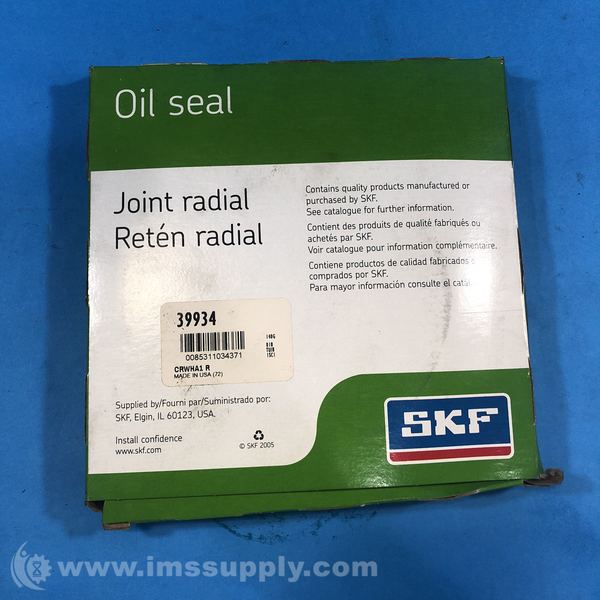 Oil seal
Joint radial
Retén radial
Contains quality products manufactured or
purchased by SKF.
See catalogue for further information.
Contient des produits de qualité fabriqués ou
achetés par SKF.
Voir catalogue pour information complémentaire.
Contiene productos de calidad fabricados o
comprados por SKF.
Para mayor información consulte el
39934
0085311034371
CRWHA1 R
MADE IN USA (72)
Supplied by/Fourni par/Suministrado por:
SKF, Elgin, IL 60123, USA.
Install confidence
www.skf.com
© SKF 2005
SKF
www.imssupply.com